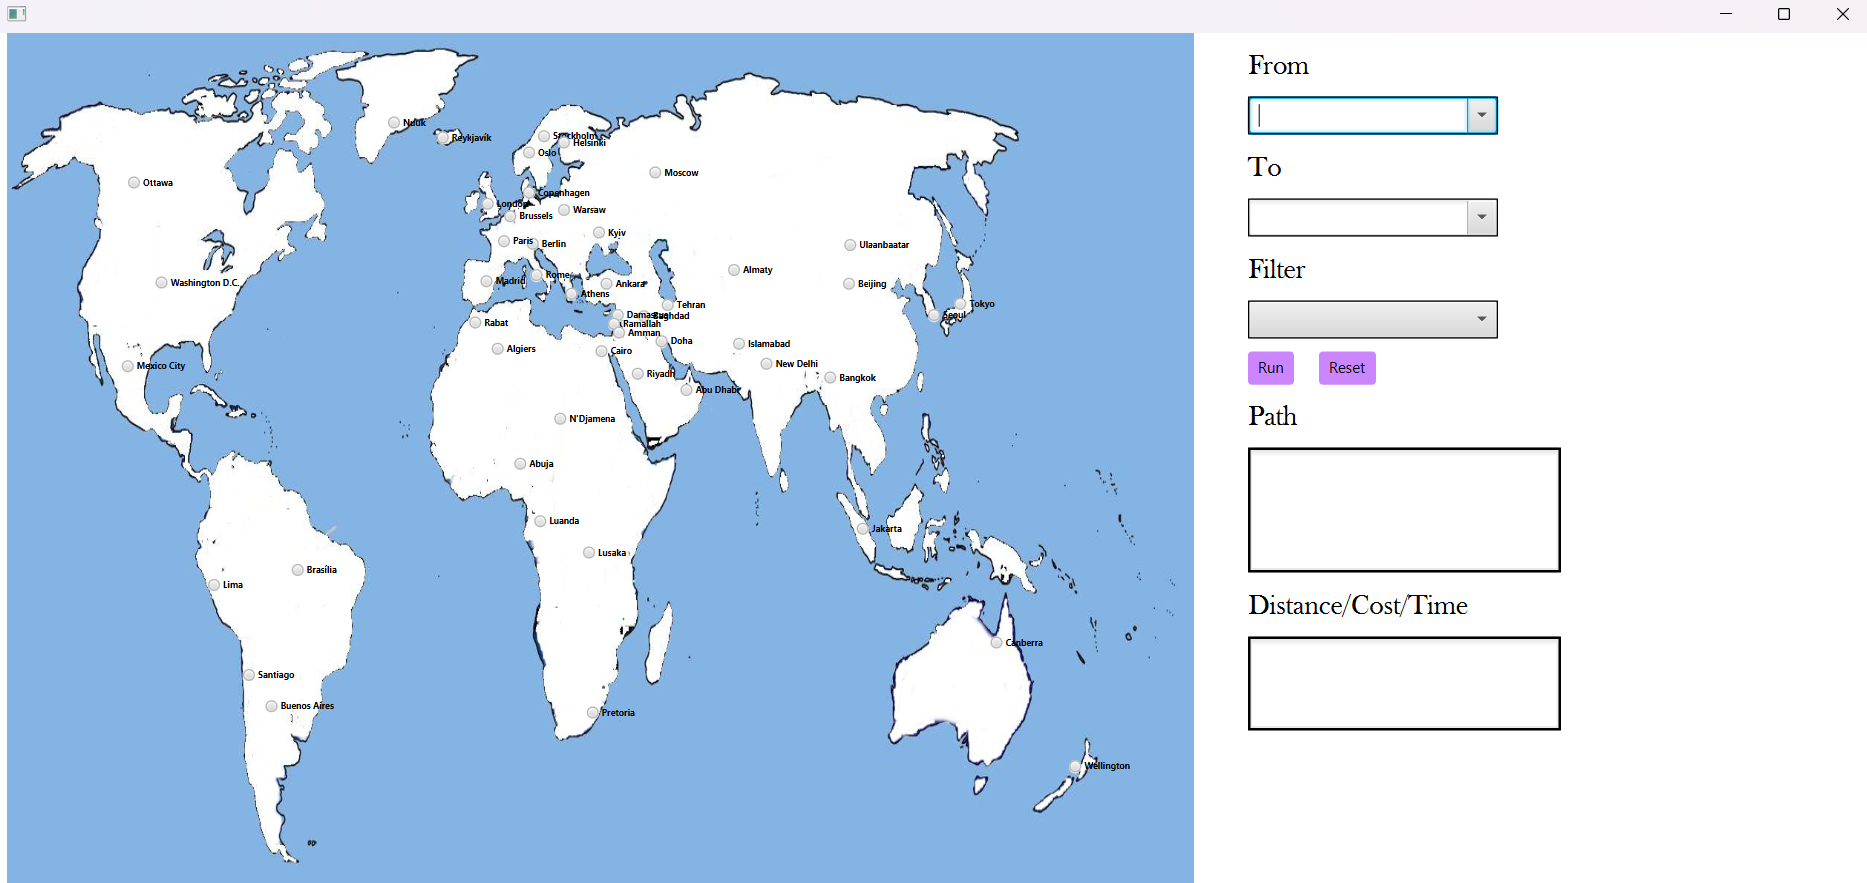 From
To
Filter
Run
Reset
Path
Distance/Cost/Time
Nuuk
Reykjavík
Stockholm
Helsinki
Oslo
Moscow
Ottawa
Copenhagen
London
Warsaw
Brussels
Kyiv
Paris
Berlin
Ulaanbaatar
Almaty
Rome
Madrid
Washington D.C.
Ankara
Beijing
Athens
Tehran
Tokyo
Damascus
Baghdad
Seoul
Rabat
Ramallah
Amman
Doha
Islamabad
Algiers
Cairo
New Delhi
Mexico City
Riyadh
Bangkok
Abu Dhabi
N'Djamena
Abuja
Luanda
Jakarta
Lusaka
Brasília
Lima
Canberra
Santiago
Buenos Aires
Pretoria
Wellington